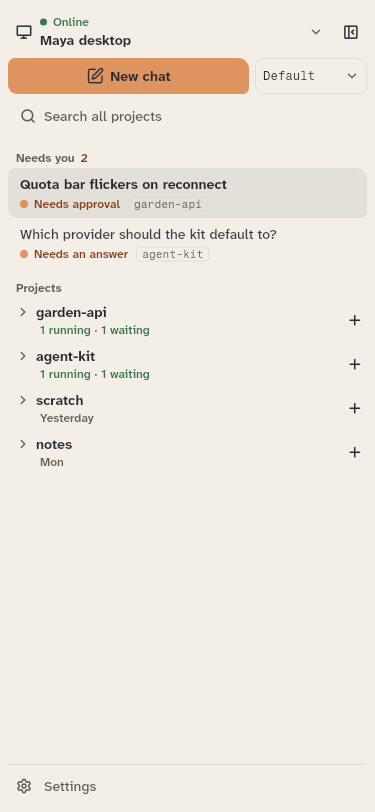 Online
Maya desktop
New chat
Default
Search all projects
Needs you 2
Quota bar flickers on reconnect
Needs approval garden-api
Which provider should the kit default to?
Needs an answer agent-kit
Projects
garden-api
1 running · 1 waiting
agent-kit
1 running · 1 waiting
scratch
Yesterday
notes
Mon
Settings